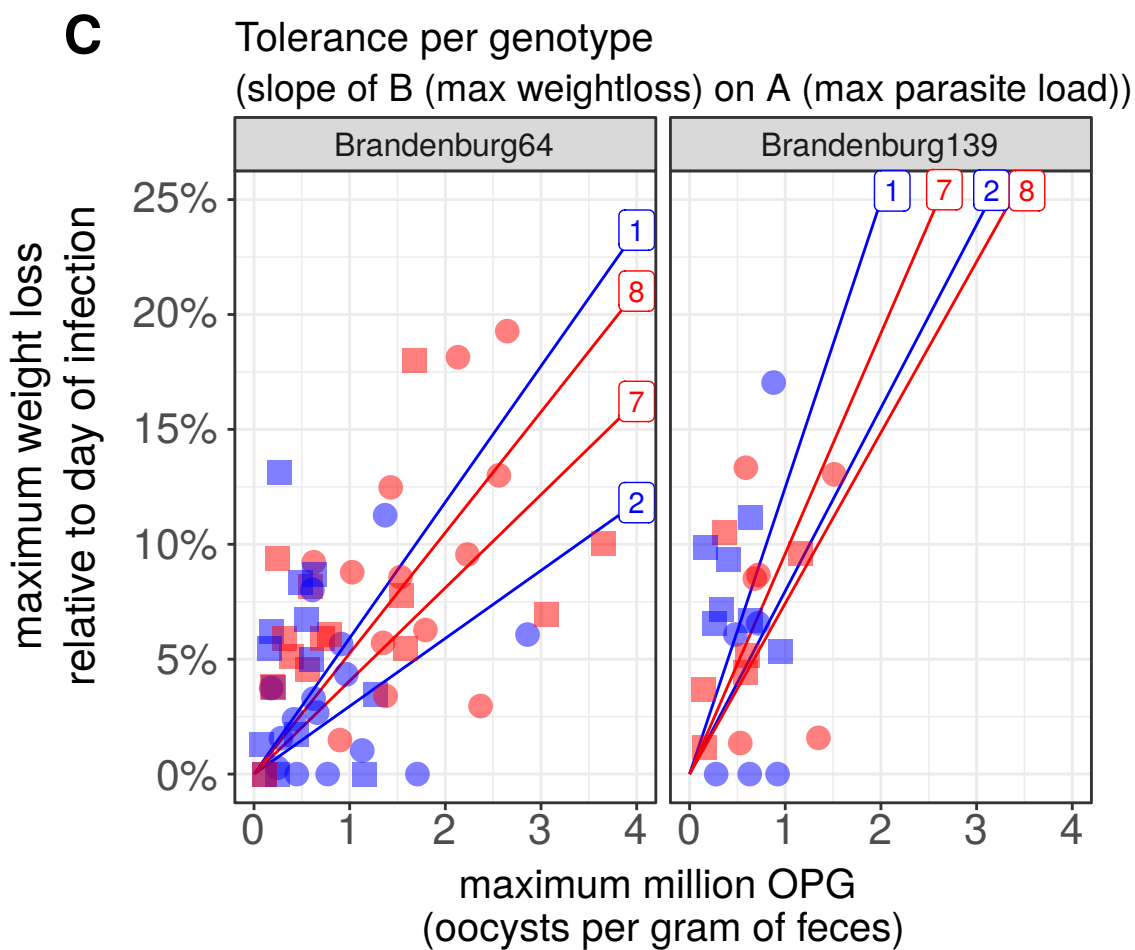 C
Tolerance per genotype
(slope of B (max weightloss) on A (max parasite load))
Brandenburg64
Brandenburg139
25%
20%
15%
10%
5%
0%
maximum weight loss
relative to day of infection
1
8
7
2
1
7
2
8
0 1 2 3 4
0 1 2 3 4
maximum million OPG
(oocysts per gram of feces)